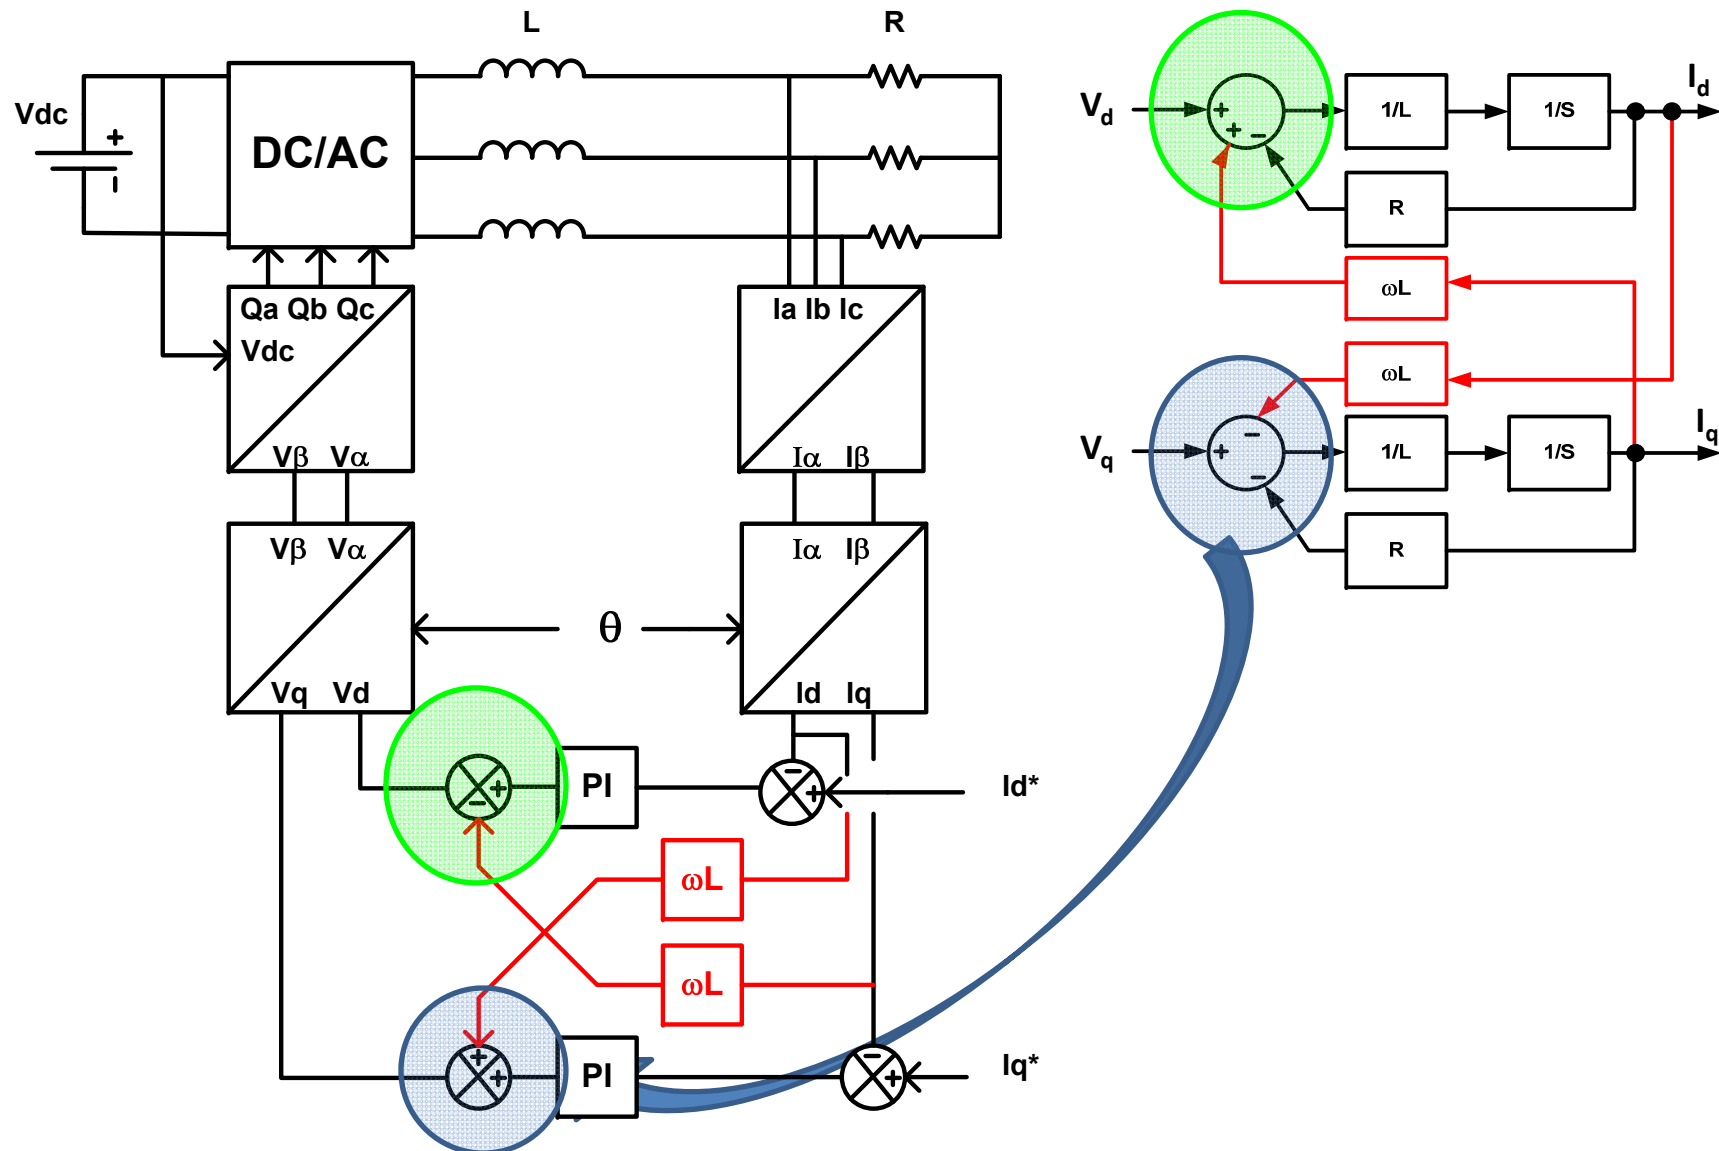 L R
Vdc
+
DC/AC
Qa Qb Qc
Vdc
Vβ Vα
Ia Ib Ic
Iα Iβ
Vβ Vα
Iα Iβ
θ
Vq Vd
Id Iq
+
−
PI
−
+
Id*
ωL
ωL
+
+
PI
−
+
Iq*
Vd
+
+
−
1/L
1/S
Id
R
ωL
ωL
Vq
+
−
−
1/L
1/S
Iq
R